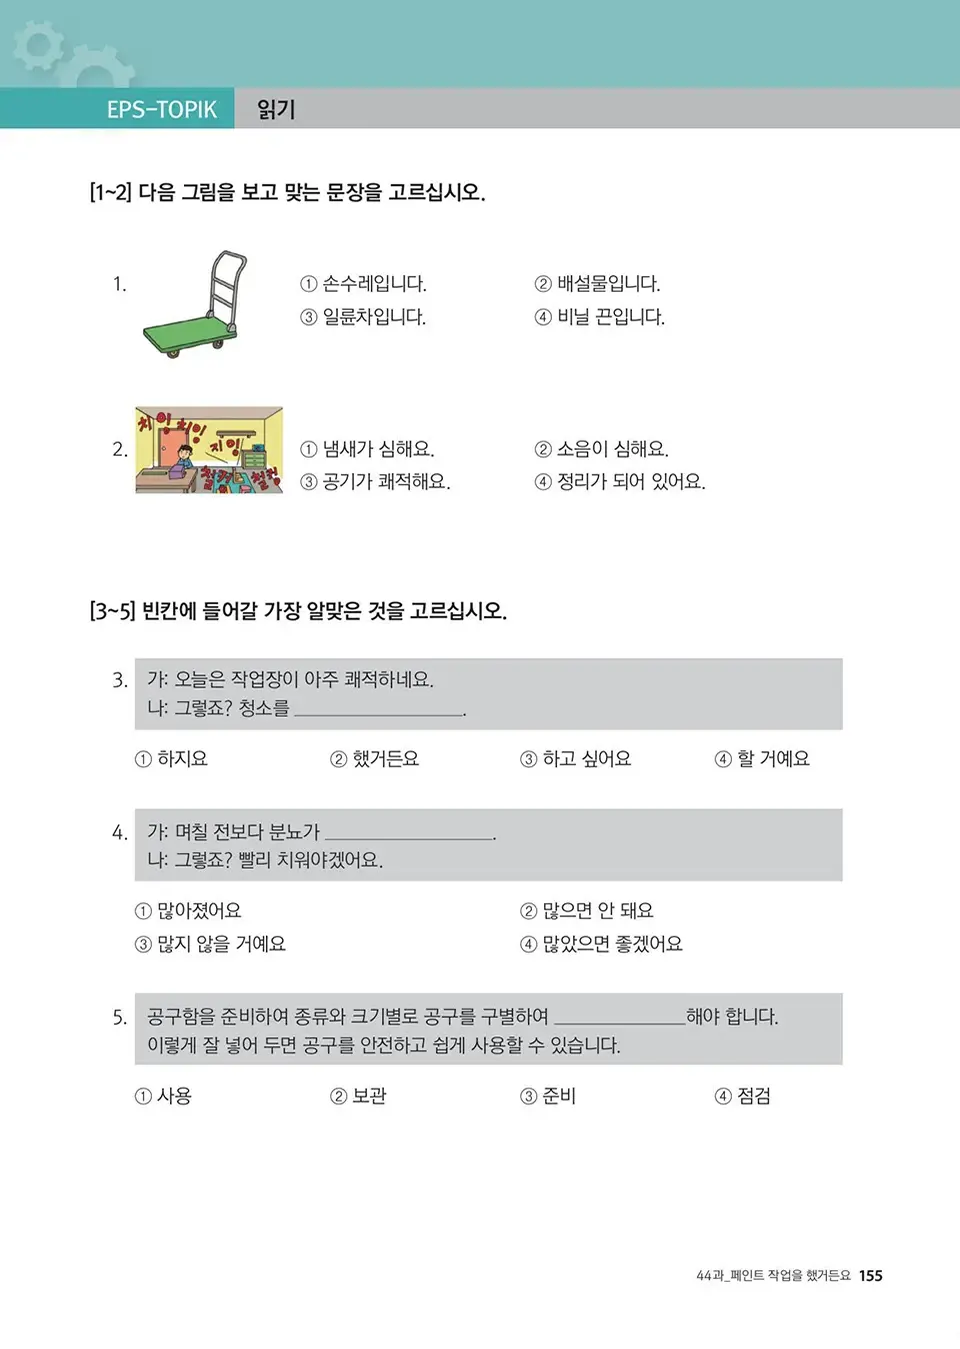 EPS-TOPIK 읽기
[1~2] 다음 그림을 보고 맞는 문장을 고르십시오.
1. ① 손수레입니다. ② 배설물입니다.
③ 일륜차입니다. ④ 비닐 끈입니다.
치잉 치잉
지잉
2. ① 냄새가 심해요. ② 소음이 심해요.
③ 공기가 쾌적해요. ④ 정리가 되어 있어요.
[3~5] 빈칸에 들어갈 가장 알맞은 것을 고르십시오.
3. 가: 오늘은 작업장이 아주 쾌적하네요.
나: 그렇죠? 청소를 ________________.
① 하지요 ② 했거든요 ③ 하고 싶어요 ④ 할 거예요
4. 가: 며칠 전보다 분뇨가 ________________.
나: 그렇죠? 빨리 치워야겠어요.
① 많아졌어요 ② 많으면 안 돼요
③ 많지 않을 거예요 ④ 많았으면 좋겠어요
5. 공구함을 준비하여 종류와 크기별로 공구를 구별하여 ____________해야 합니다.
이렇게 잘 넣어 두면 공구를 안전하고 쉽게 사용할 수 있습니다.
① 사용 ② 보관 ③ 준비 ④ 점검
44과_페인트 작업을 했거든요 155